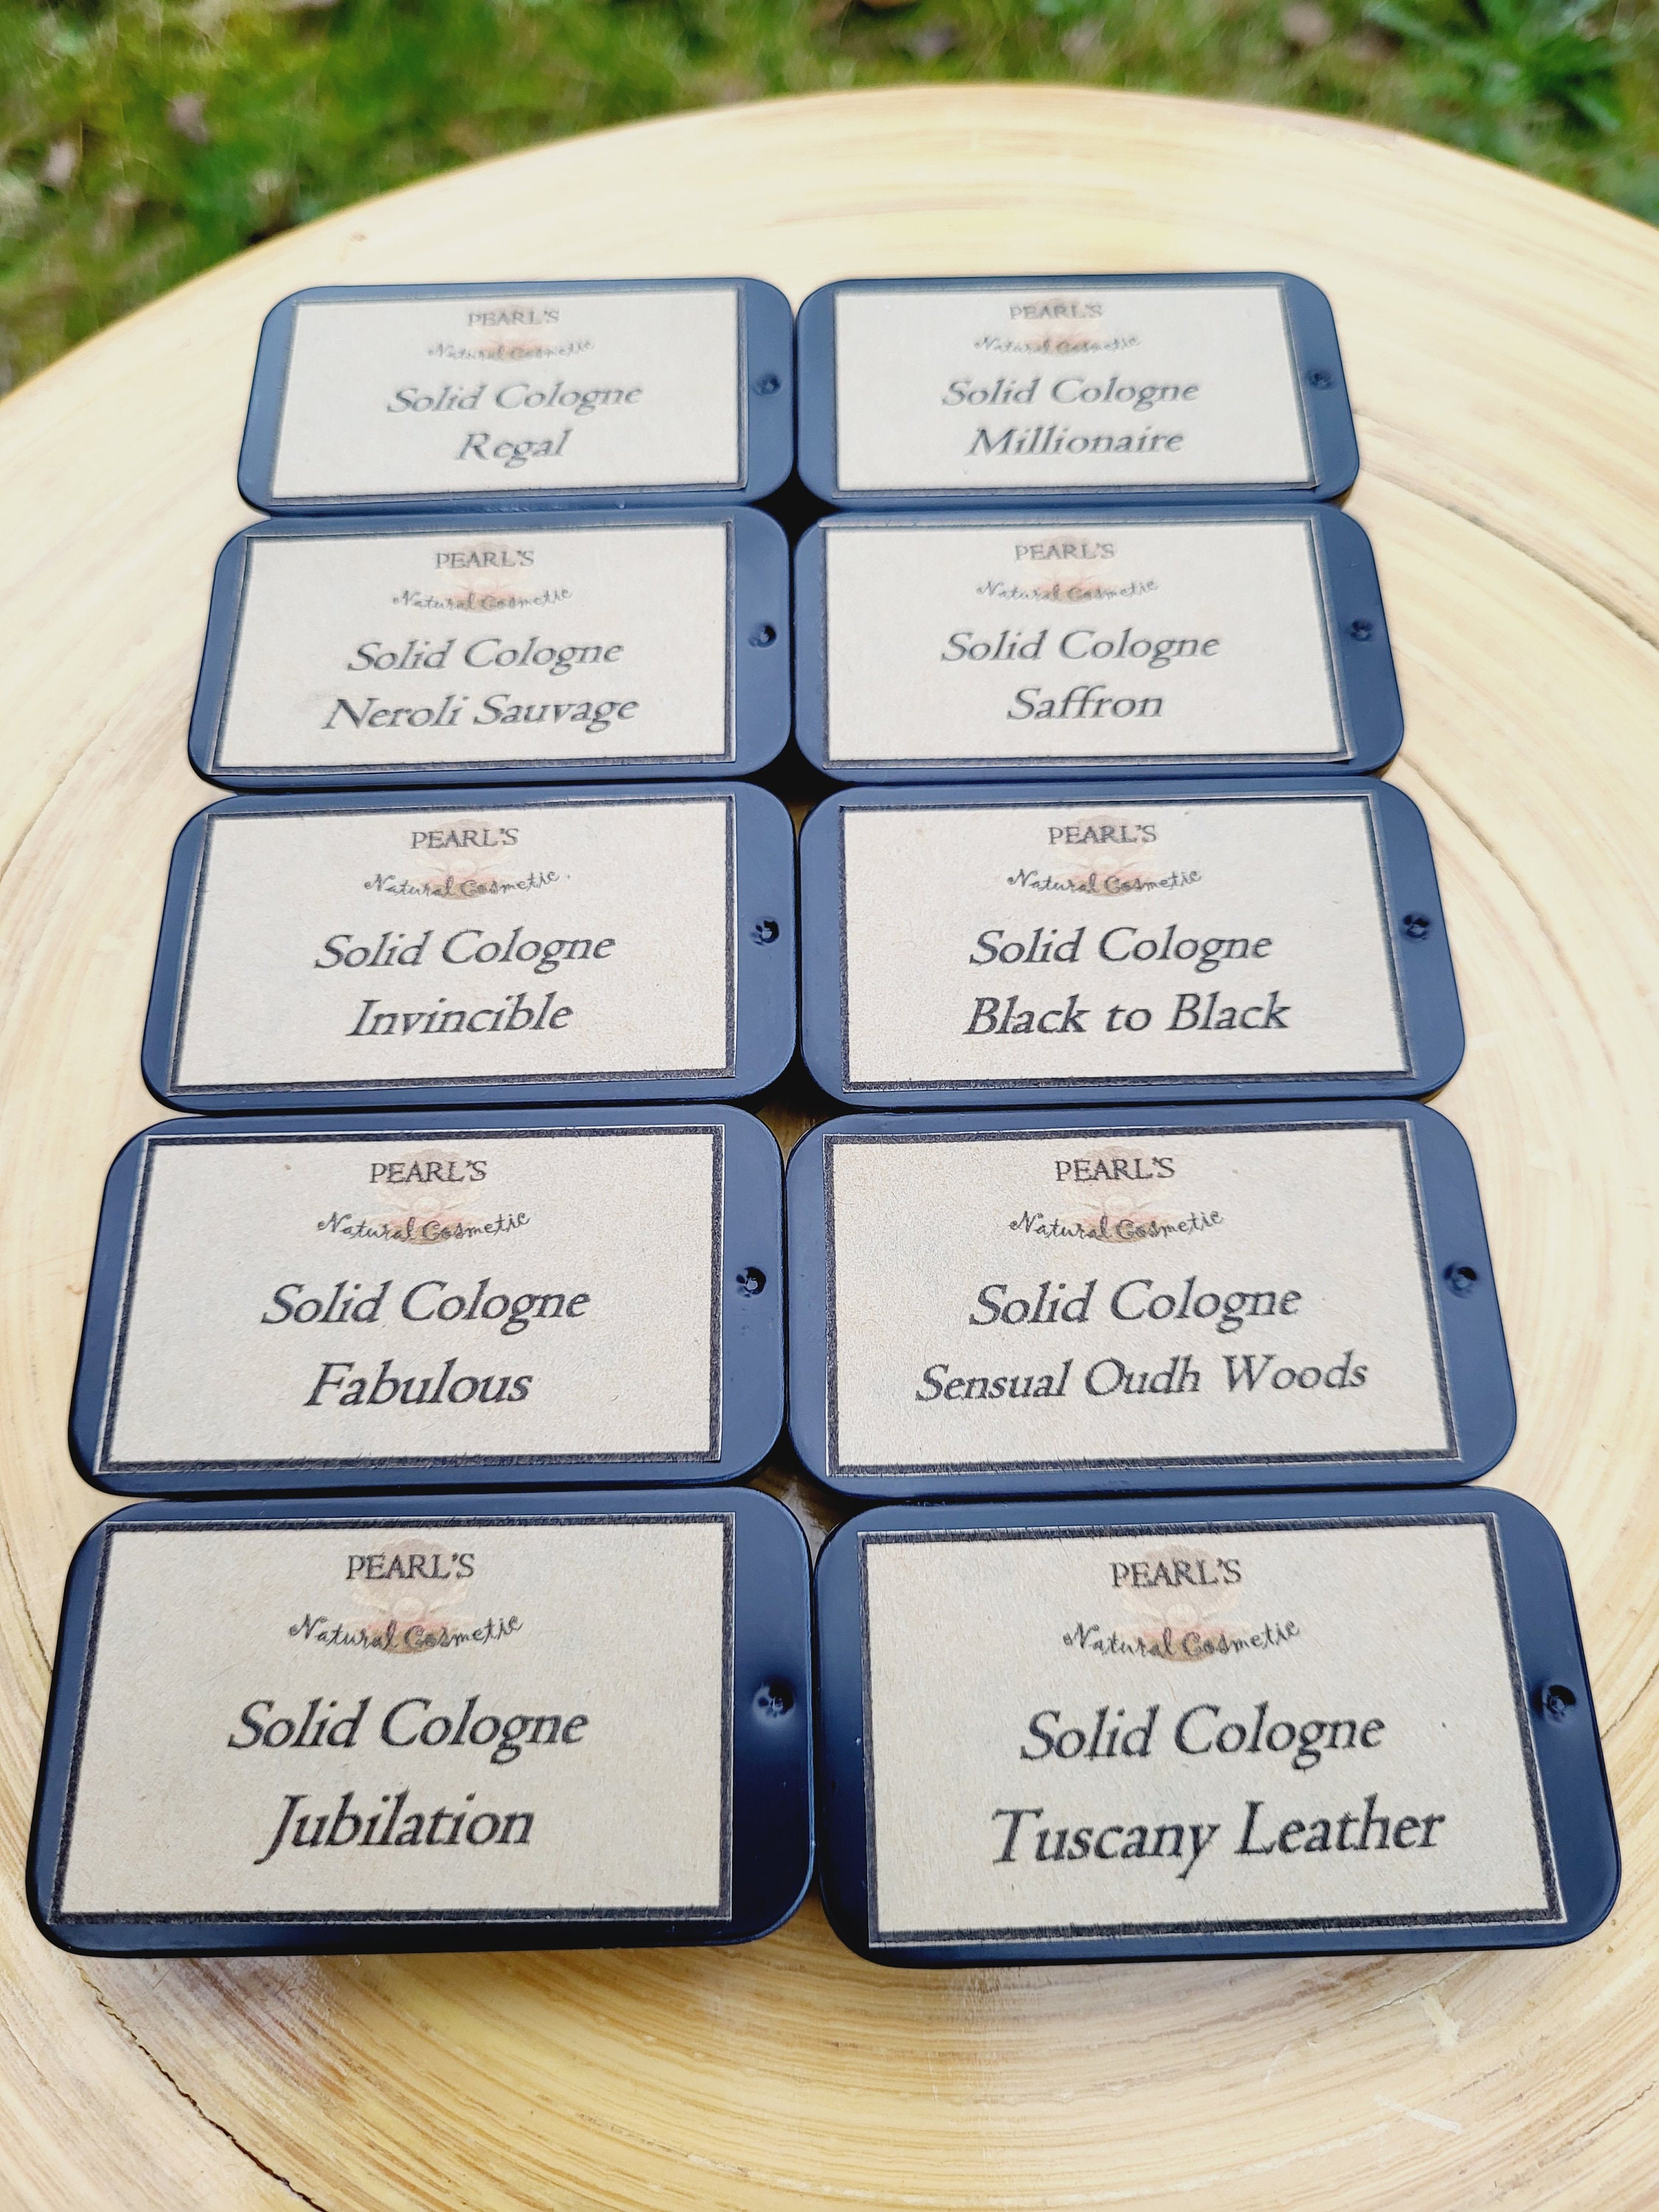 PEARL'S
Natural Cosmetic
Solid Cologne
Regal
PEARL'S
Natural Cosmetic
Solid Cologne
Millionaire
PEARL'S
Natural Cosmetic
Solid Cologne
Neroli Sauvage
PEARL'S
Natural Cosmetic
Solid Cologne
Saffron
PEARL'S
Natural Cosmetic
Solid Cologne
Invincible
PEARL'S
Natural Cosmetic
Solid Cologne
Black to Black
PEARL'S
Natural Cosmetic
Solid Cologne
Fabulous
PEARL'S
Natural Cosmetic
Solid Cologne
Sensual Oudh Woods
PEARL'S
Natural Cosmetic
Solid Cologne
Jubilation
PEARL'S
Natural Cosmetic
Solid Cologne
Tuscany Leather